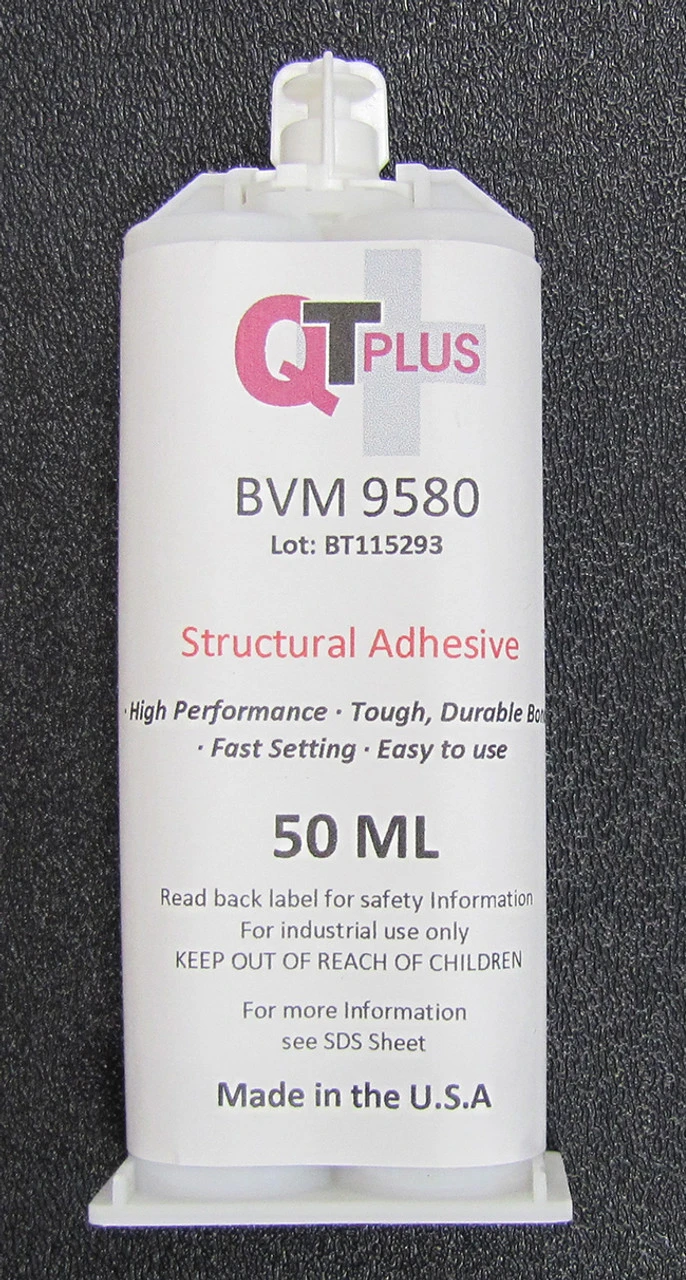 QT PLUS
BVM 9580
Lot: BT115293
Structural Adhesive
· High Performance · Tough, Durable
· Fast Setting · Easy to use
50 ML
Read back label for safety Information
For industrial use only
KEEP OUT OF REACH OF CHILDREN
For more Information
see SDS Sheet
Made in the U.S.A